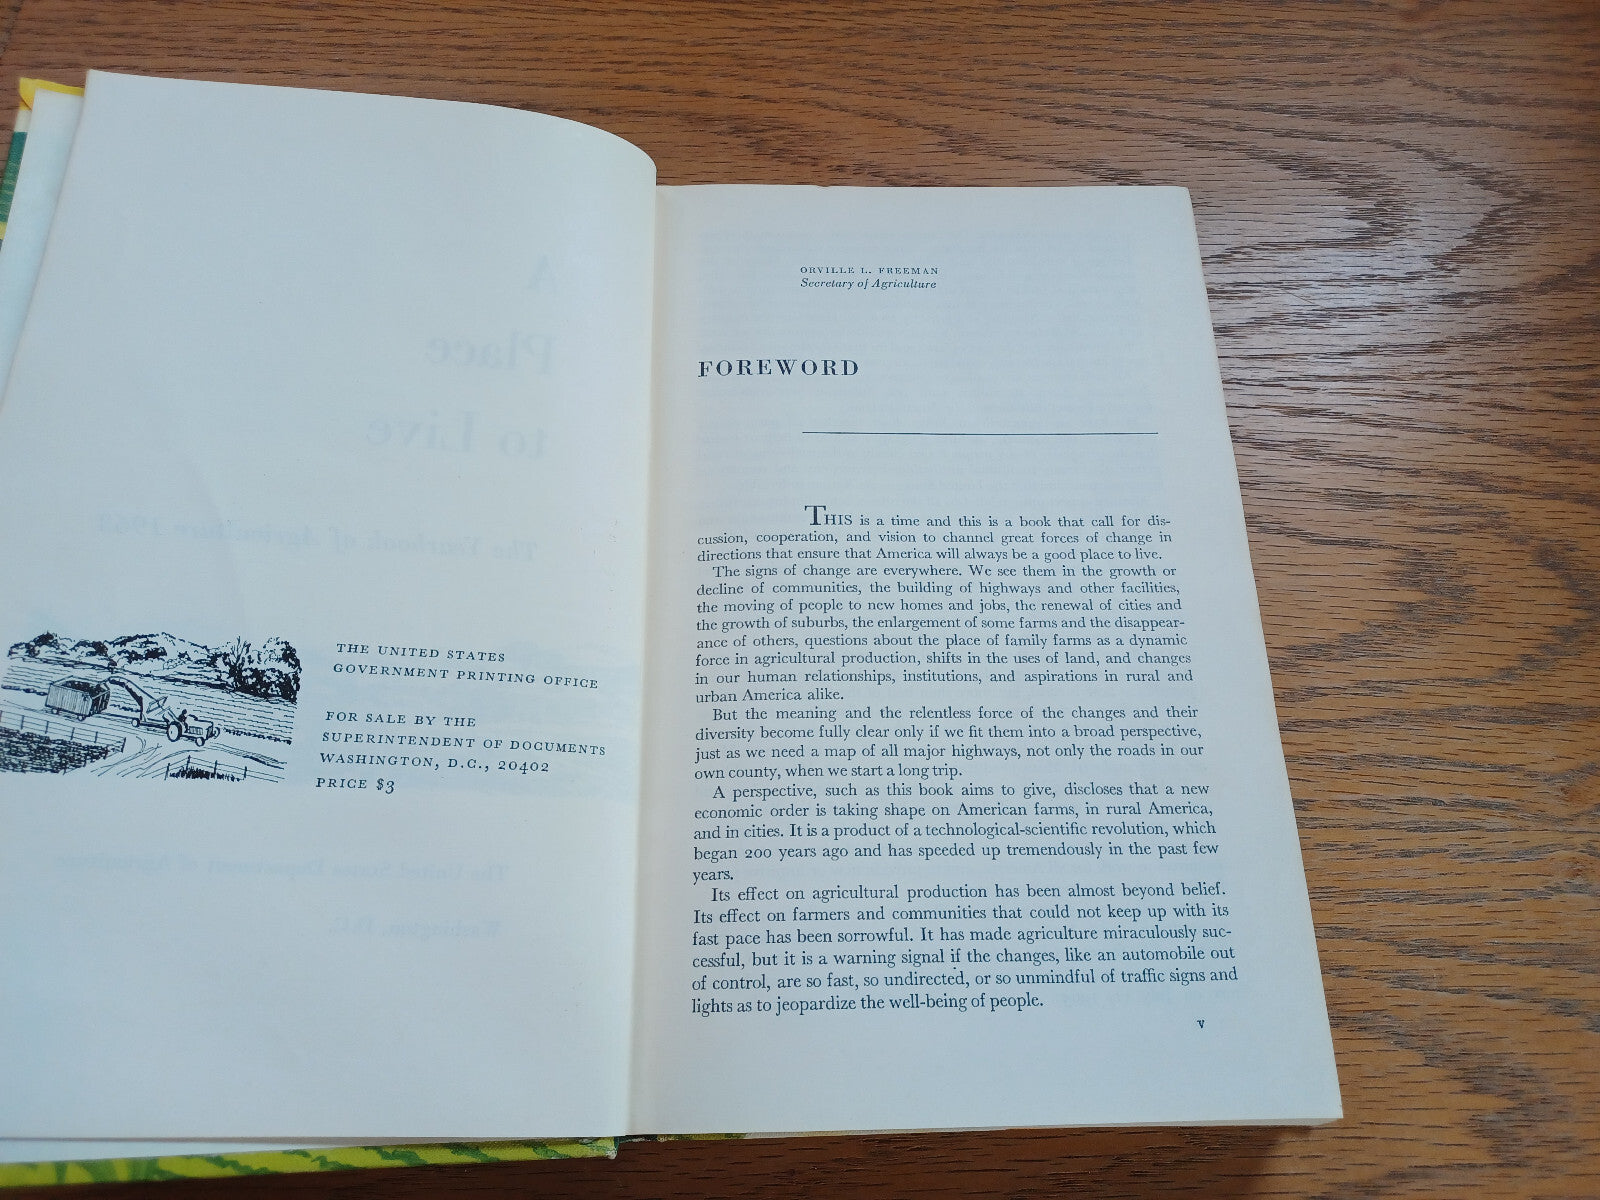 THE UNITED STATES
GOVERNMENT PRINTING OFFICE
FOR SALE BY THE
SUPERINTENDENT OF DOCUMENTS
WASHINGTON, D.C., 20402
PRICE $3
ORVILLE L. FREEMAN
Secretary of Agriculture
FOREWORD
THIS is a time and this is a book that call for dis-
cussion, cooperation, and vision to channel great forces of change in
directions that ensure that America will always be a good place to live.
The signs of change are everywhere. We see them in the growth or
decline of communities, the building of highways and other facilities,
the moving of people to new homes and jobs, the renewal of cities and
the growth of suburbs, the enlargement of some farms and the disappear-
ance of others, questions about the place of family farms as a dynamic
force in agricultural production, shifts in the uses of land, and changes
in our human relationships, institutions, and aspirations in rural and
urban America alike.
But the meaning and the relentless force of the changes and their
diversity become fully clear only if we fit them into a broad perspective,
just as we need a map of all major highways, not only the roads in our
own county, when we start a long trip.
A perspective, such as this book aims to give, discloses that a new
economic order is taking shape on American farms, in rural America,
and in cities. It is a product of a technological-scientific revolution, which
began 200 years ago and has speeded up tremendously in the past few
years.
Its effect on agricultural production has been almost beyond belief.
Its effect on farmers and communities that could not keep up with its
fast pace has been sorrowful. It has made agriculture miraculously suc-
cessful, but it is a warning signal if the changes, like an automobile out
of control, are so fast, so undirected, or so unmindful of traffic signs and
lights as to jeopardize the well-being of people.
V